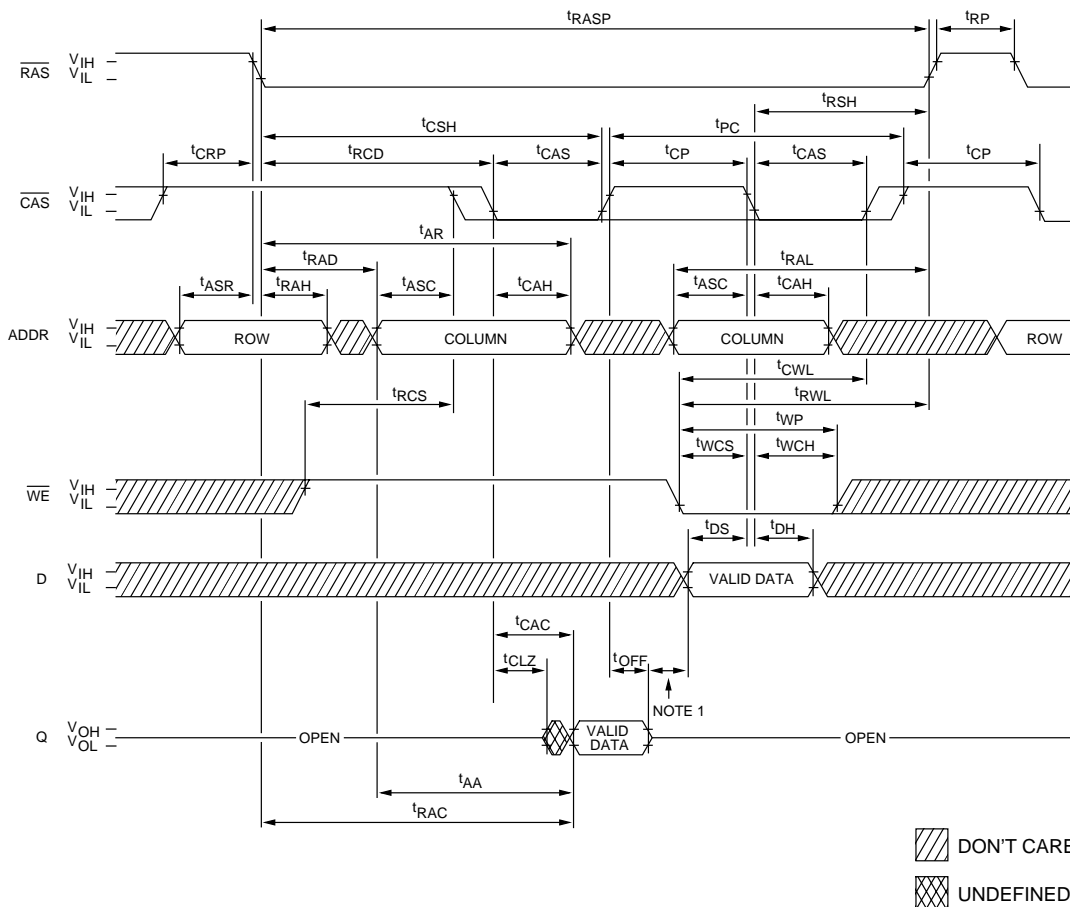 tRASP
tRP
RAS VIH VIL
tRSH
tCSH
tPC
tCRP
tRCD
tCAS
tCP
tCAS
tCP
CAS VIH VIL
tAR
tRAD
tRAL
tASR
tRAH
tASC
tCAH
tASC
tCAH
ADDR VIH VIL
ROW
COLUMN
COLUMN
ROW
tCWL
tRCS
tRWL
tWP
tWCS
tWCH
WE VIH VIL
tDS
tDH
D VIH VIL
VALID DATA
tCAC
tCLZ
tOFF
NOTE 1
Q VOH VOL
OPEN
VALID
DATA
OPEN
tAA
tRAC
DON'T CARE
UNDEFINED